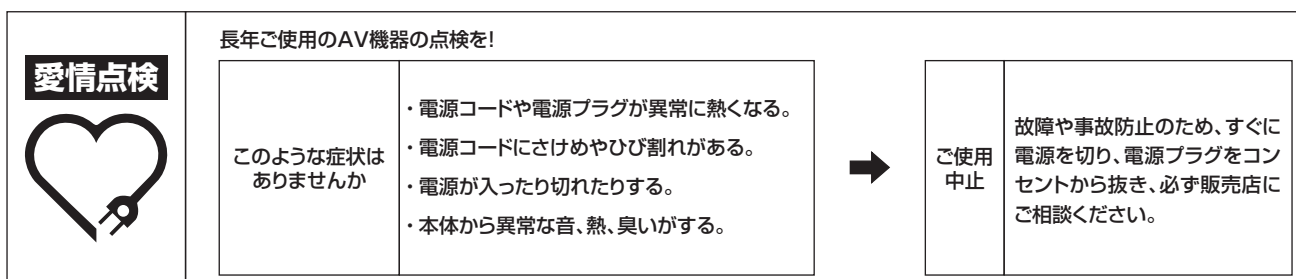 愛情点検
長年ご使用のAV機器の点検を!
このような症状は
ありませんか
・電源コードや電源プラグが異常に熱くなる。
・電源コードにさけめやひび割れがある。
・電源が入ったり切れたりする。
・本体から異常な音、熱、臭いがする。
ご使用
中止
故障や事故防止のため、すぐに
電源を切り、電源プラグをコン
セントから抜き、必ず販売店に
ご相談ください。